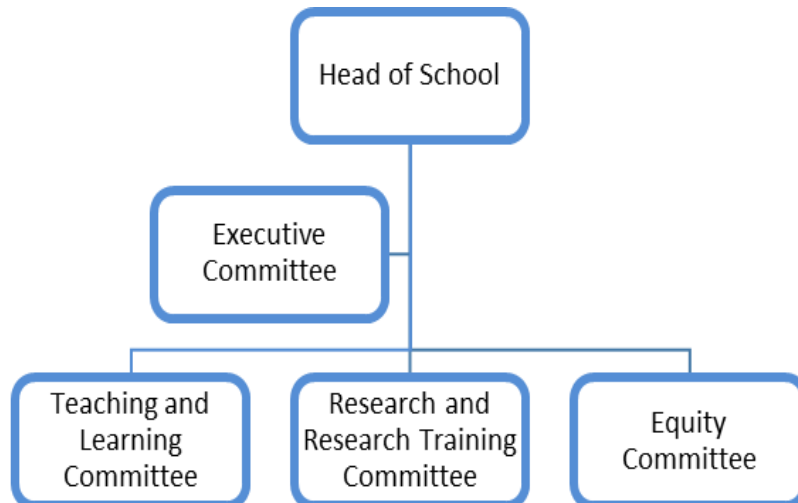 Head of School
Executive
Committee
Teaching and
Learning
Committee
Research and
Research Training
Committee
Equity
Committee